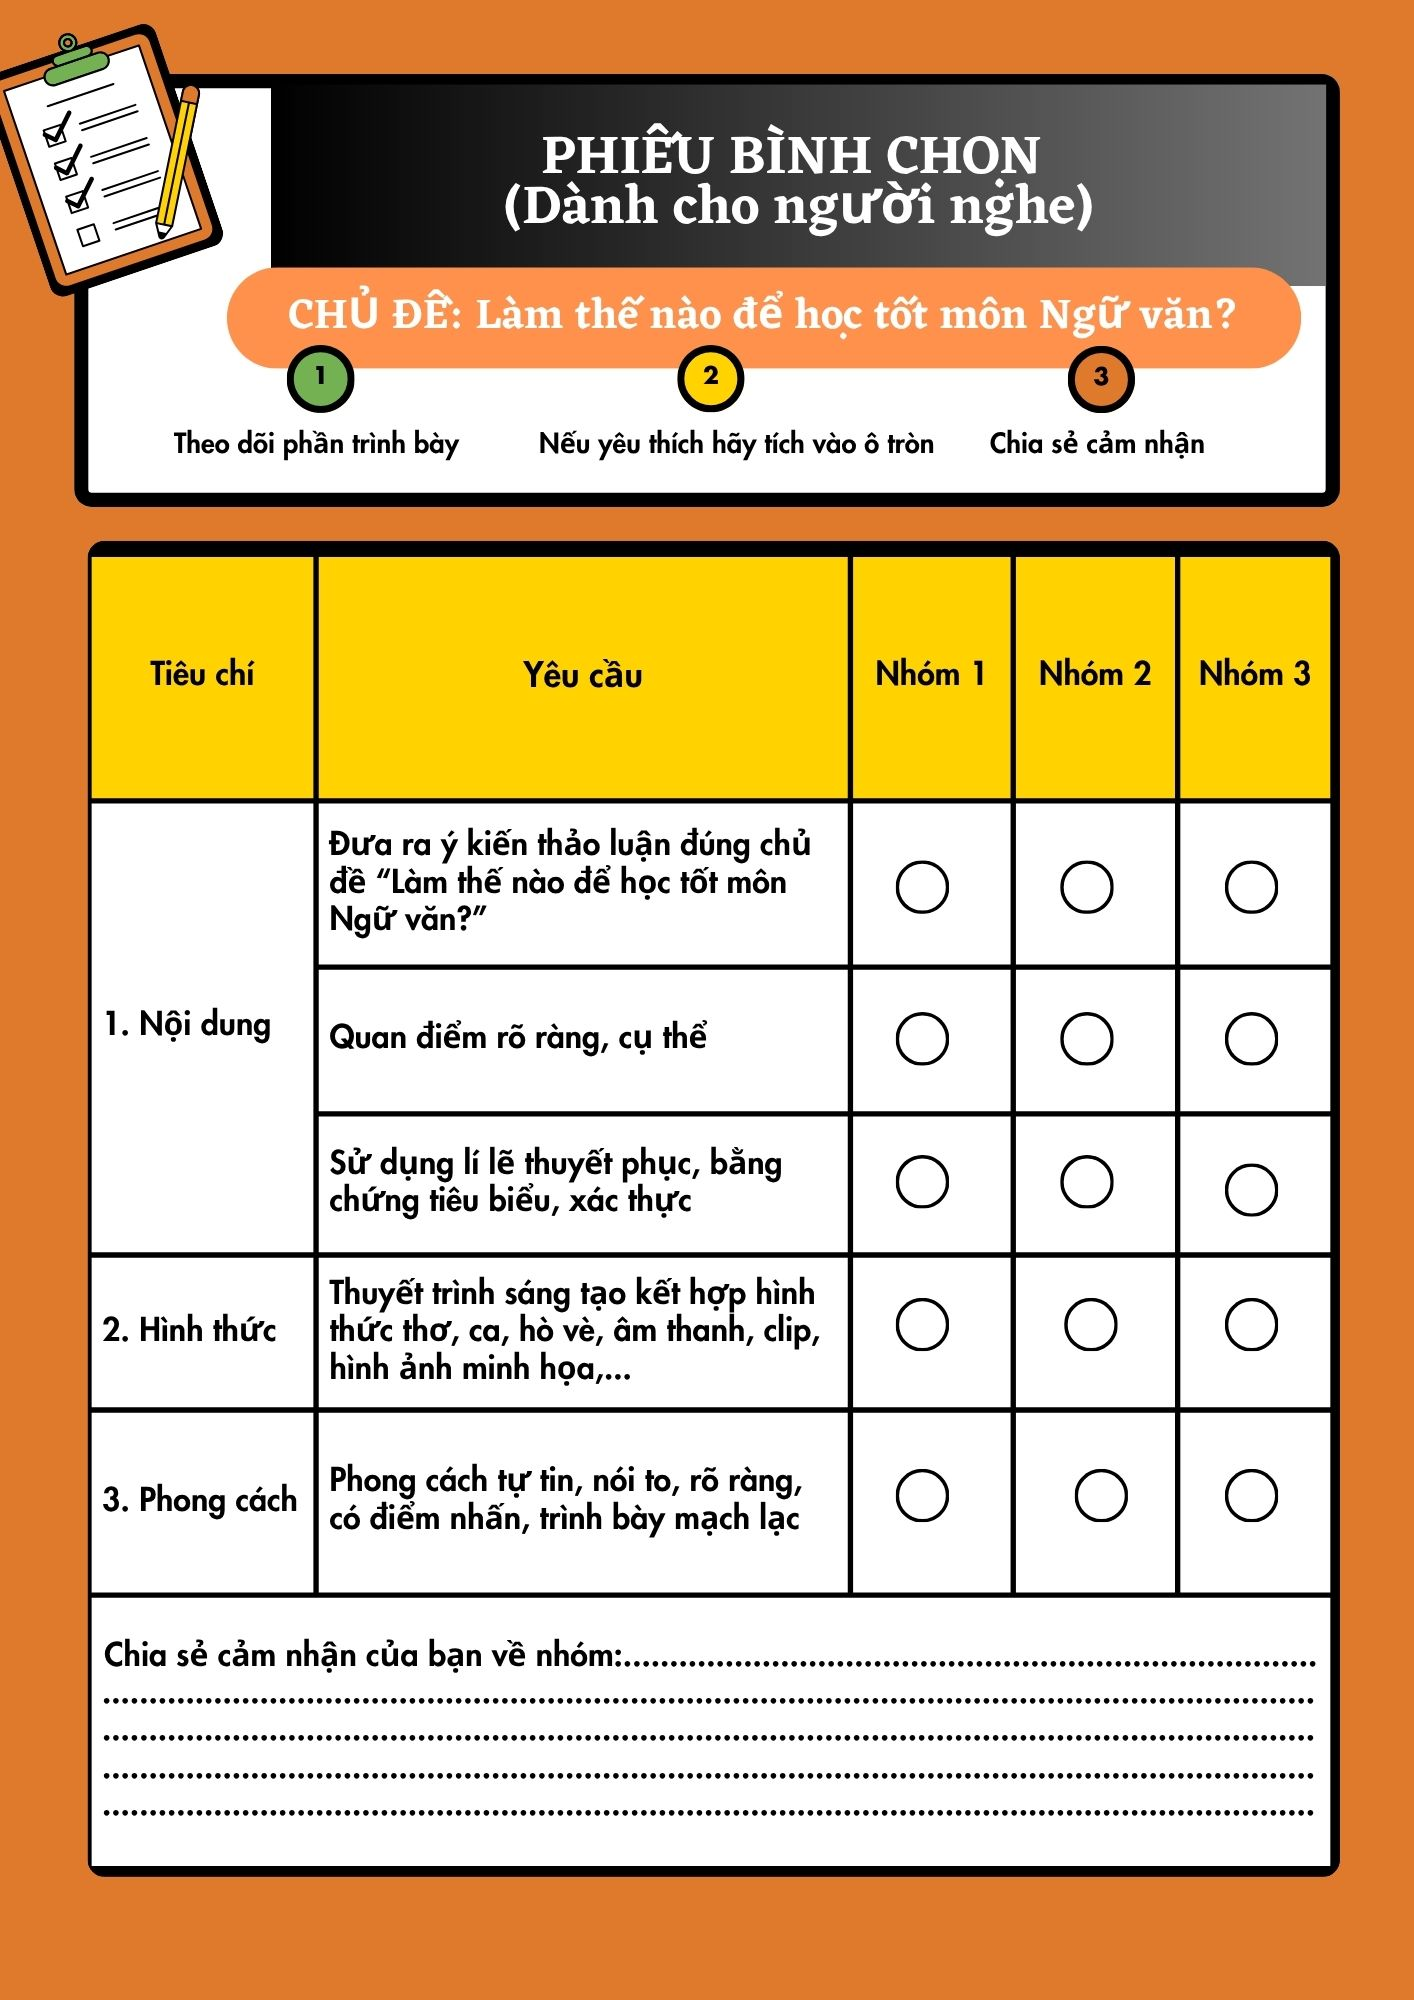 PHIẾU BÌNH CHỌN
(Dành cho người nghe)
CHỦ ĐỀ: Làm thế nào để học tốt môn Ngữ văn?
1
2
3
Theo dõi phần trình bày
Nếu yêu thích hãy tích vào ô tròn
Chia sẻ cảm nhận
Tiêu chí
Yêu cầu
Nhóm 1
Nhóm 2
Nhóm 3
1. Nội dung
Đưa ra ý kiến thảo luận đúng chủ
đề “Làm thế nào để học tốt môn
Ngữ văn?”
Quan điểm rõ ràng, cụ thể
Sử dụng lí lẽ thuyết phục, bằng
chứng tiêu biểu, xác thực
2. Hình thức
Thuyết trình sáng tạo kết hợp hình
thức thơ, ca, hò vè, âm thanh, clip,
hình ảnh minh họa,...
3. Phong cách
Phong cách tự tin, nói to, rõ ràng,
có điểm nhấn, trình bày mạch lạc
Chia sẻ cảm nhận của bạn về nhóm:...........................................................................